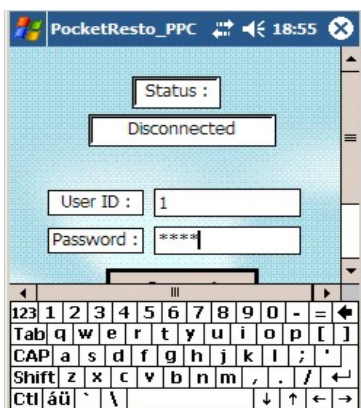 PocketResto_PPC 18:55
Status :
Disconnected
User ID : 1
Password : ****
123 1 2 3 4 5 6 7 8 9 0 - =
Tab q w e r t y u i o p [ ]
CAP a s d f g h j k l ; '
Shift z x c v b n m , . /
Ctl áü ` \